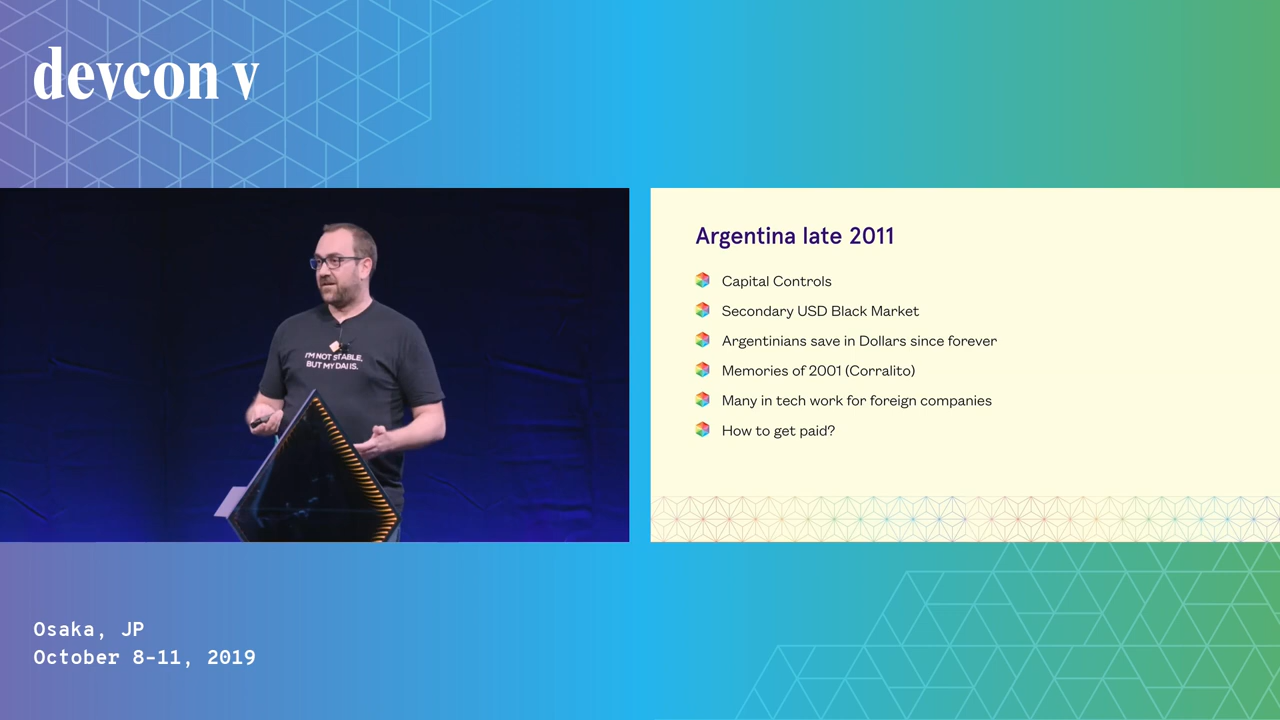 devcon v
I'M NOT STABLE,
BUT MY DAI IS.
Argentina late 2011
Capital Controls
Secondary USD Black Market
Argentinians save in Dollars since forever
Memories of 2001 (Corralito)
Many in tech work for foreign companies
How to get paid?
Osaka, JP
October 8-11, 2019